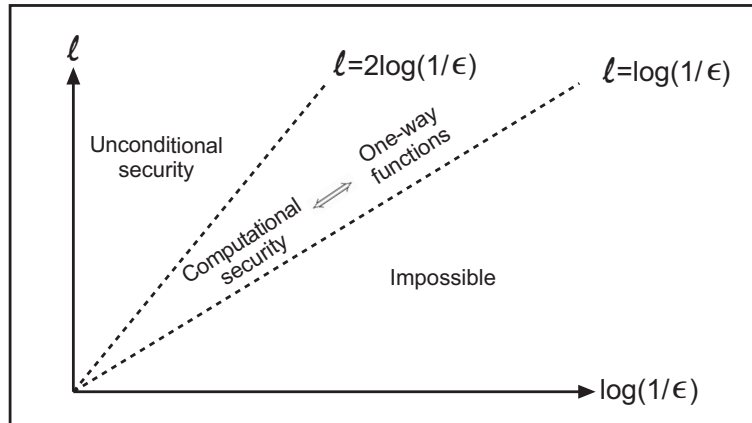 ℓ
ℓ=2log(1/ϵ)
ℓ=log(1/ϵ)
Unconditional
security
One-way
functions
Computational
security
Impossible
log(1/ϵ)